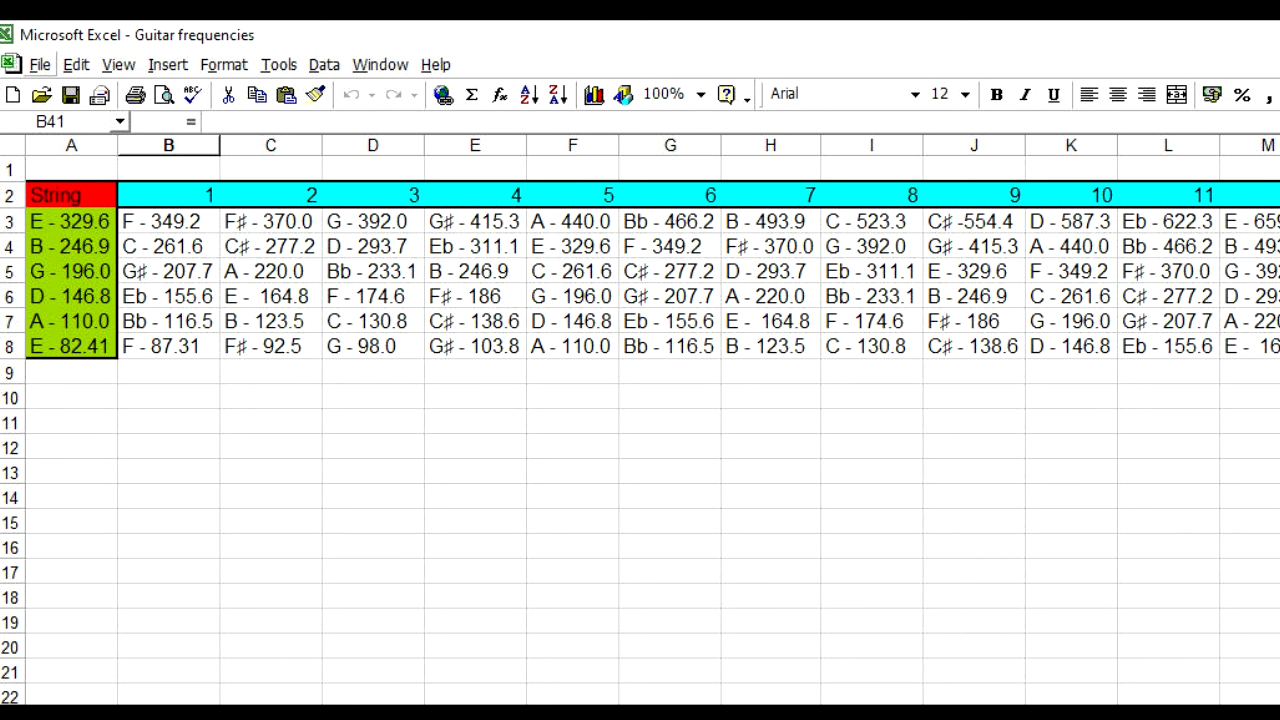 Microsoft Excel - Guitar frequencies
File Edit View Insert Format Tools Data Window Help
100% Arial 12 B I U % ,
B41 =
A B C D E F G H I J K L M
1
2 String 1 2 3 4 5 6 7 8 9 10 11
3 E - 329.6 F - 349.2 F♯ - 370.0 G - 392.0 G♯ - 415.3 A - 440.0 Bb - 466.2 B - 493.9 C - 523.3 C♯ -554.4 D - 587.3 Eb - 622.3 E - 659
4 B - 246.9 C - 261.6 C♯ - 277.2 D - 293.7 Eb - 311.1 E - 329.6 F - 349.2 F♯ - 370.0 G - 392.0 G♯ - 415.3 A - 440.0 Bb - 466.2 B - 493
5 G - 196.0 G♯ - 207.7 A - 220.0 Bb - 233.1 B - 246.9 C - 261.6 C♯ - 277.2 D - 293.7 Eb - 311.1 E - 329.6 F - 349.2 F♯ - 370.0 G - 392
6 D - 146.8 Eb - 155.6 E - 164.8 F - 174.6 F♯ - 186 G - 196.0 G♯ - 207.7 A - 220.0 Bb - 233.1 B - 246.9 C - 261.6 C♯ - 277.2 D - 293
7 A - 110.0 Bb - 116.5 B - 123.5 C - 130.8 C♯ - 138.6 D - 146.8 Eb - 155.6 E - 164.8 F - 174.6 F♯ - 186 G - 196.0 G♯ - 207.7 A - 220
8 E - 82.41 F - 87.31 F♯ - 92.5 G - 98.0 G♯ - 103.8 A - 110.0 Bb - 116.5 B - 123.5 C - 130.8 C♯ - 138.6 D - 146.8 Eb - 155.6 E - 16
9
10
11
12
13
14
15
16
17
18
19
20
21
22